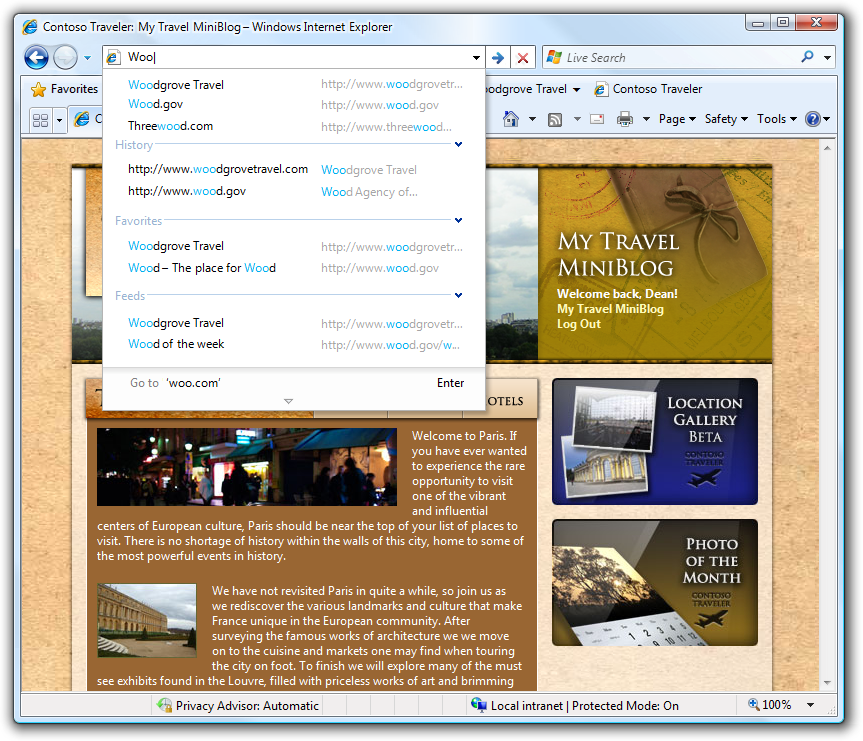 Contoso Traveler: My Travel MiniBlog – Windows Internet Explorer
Woo
Live Search
Favorites
oodgrove Travel
Contoso Traveler
C
Page
Safety
Tools
Woodgrove Travel http://www.woodgrovetr...
Wood.gov http://www.wood.gov
Threewood.com http://www.threewood...
History
http://www.woodgrovetravel.com Woodgrove Travel
http://www.wood.gov Wood Agency of...
Favorites
Woodgrove Travel http://www.woodgrovetr...
Wood – The place for Wood http://www.wood.gov
Feeds
Woodgrove Travel http://www.woodgrovetr...
Wood of the week http://www.wood.gov/w...
Go to 'woo.com' Enter
My Travel
MiniBlog
Welcome back, Dean!
My Travel MiniBlog
Log Out
OTELS
Welcome to Paris. If
you have ever wanted
to experience the rare
opportunity to visit
one of the vibrant
and influential
centers of European culture, Paris should be near the top of your list of places to
visit. There is no shortage of history within the walls of this city, home to some of
the most powerful events in history.
We have not revisited Paris in quite a while, so join us as
we rediscover the various landmarks and culture that make
France unique in the European community. After
surveying the famous works of architecture we we move
on to the cuisine and markets one may find when touring
the city on foot. To finish we will explore many of the must
see exhibits found in the Louvre, filled with priceless works of art and brimming
Location
Gallery
Beta
CONTOSO
TRAVELER
Photo
of the
Month
CONTOSO
TRAVELER
1 2 3 4
Privacy Advisor: Automatic
Local intranet | Protected Mode: On
100%